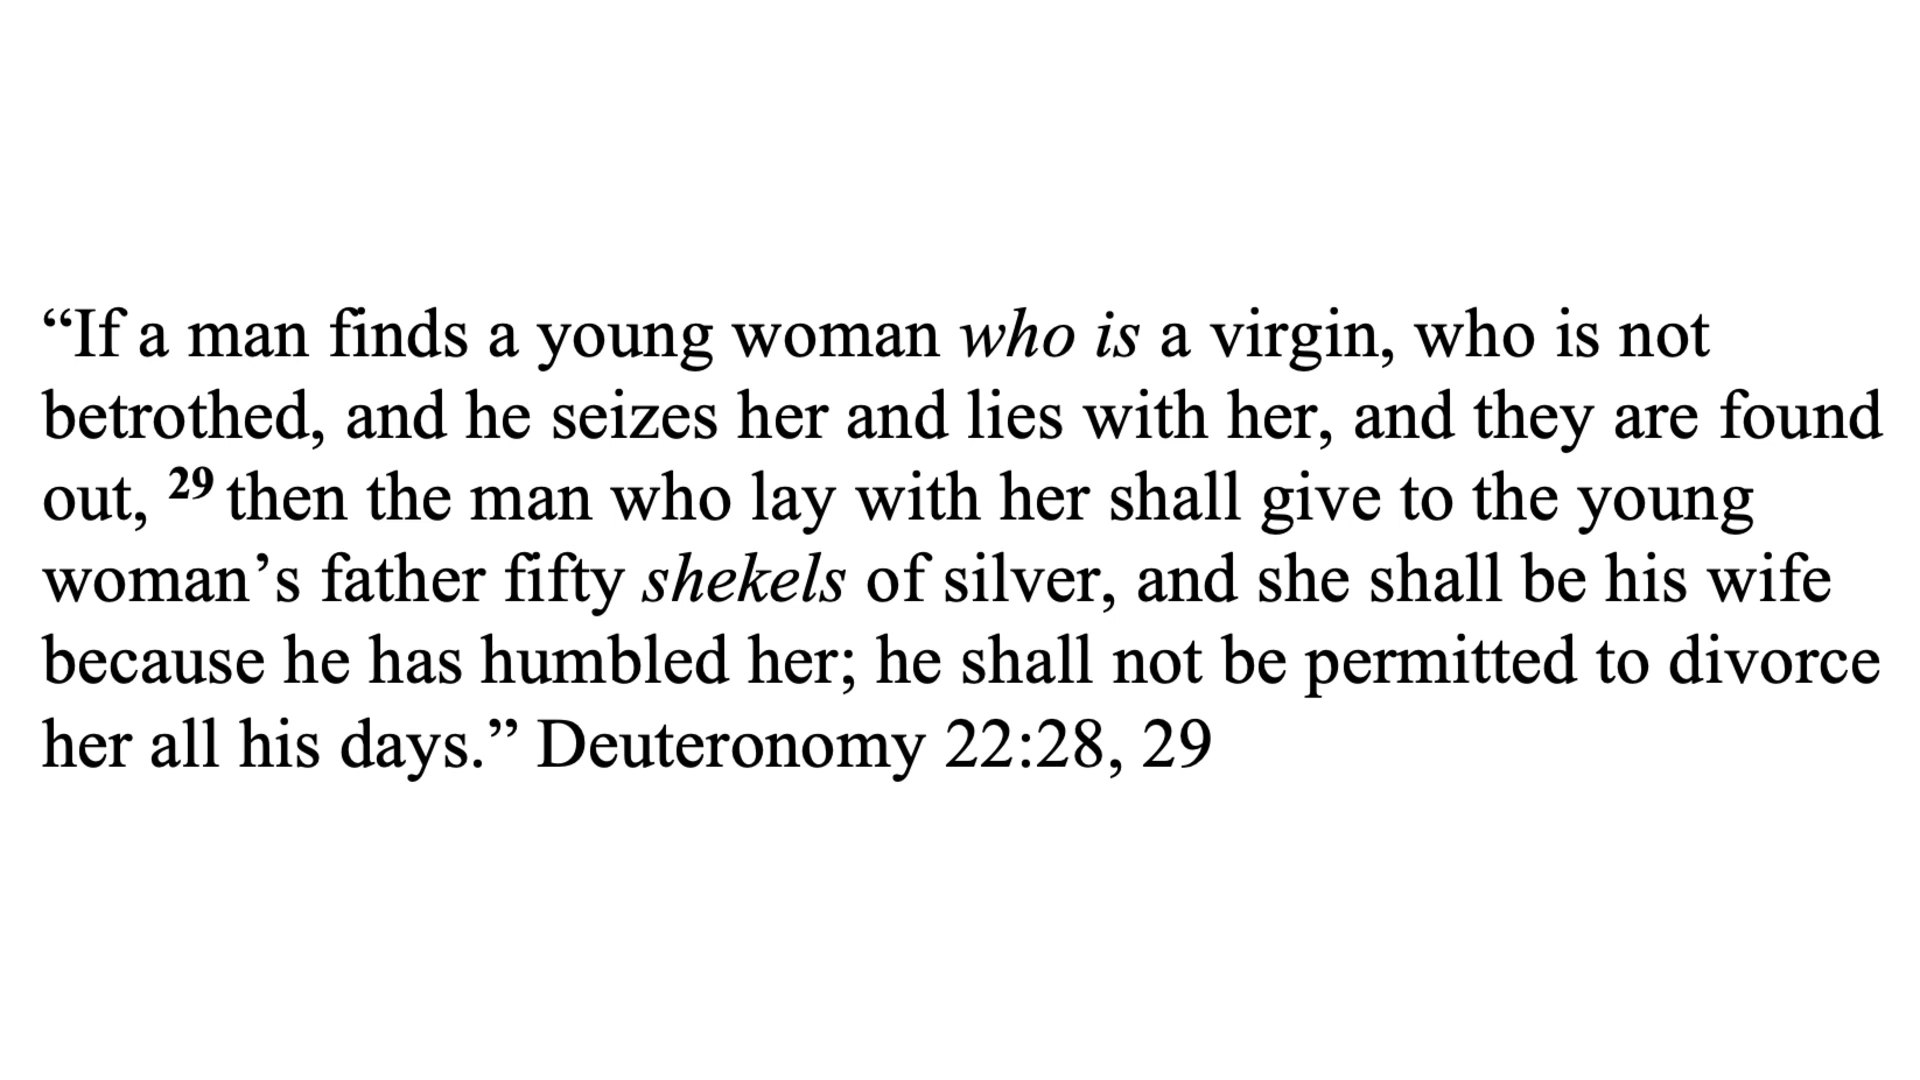 “If a man finds a young woman who is a virgin, who is not
betrothed, and he seizes her and lies with her, and they are found
out, 29 then the man who lay with her shall give to the young
woman’s father fifty shekels of silver, and she shall be his wife
because he has humbled her; he shall not be permitted to divorce
her all his days.” Deuteronomy 22:28, 29